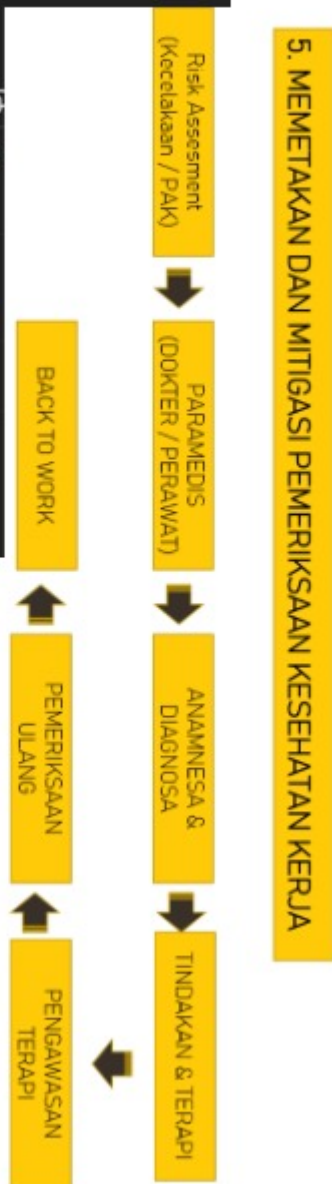 5. MEMETAKAN DAN MITIGASI PEMERIKSAAN KESEHATAN KERJA
Risk Assesment
(Kecelakaan / PAK)
PARAMEDIS
(DOKTER / PERAWAT)
ANAMNESA &
DIAGNOSA
TINDAKAN & TERAPI
PENGAWASAN
TERAPI
PEMERIKSAAN
ULANG
BACK TO WORK